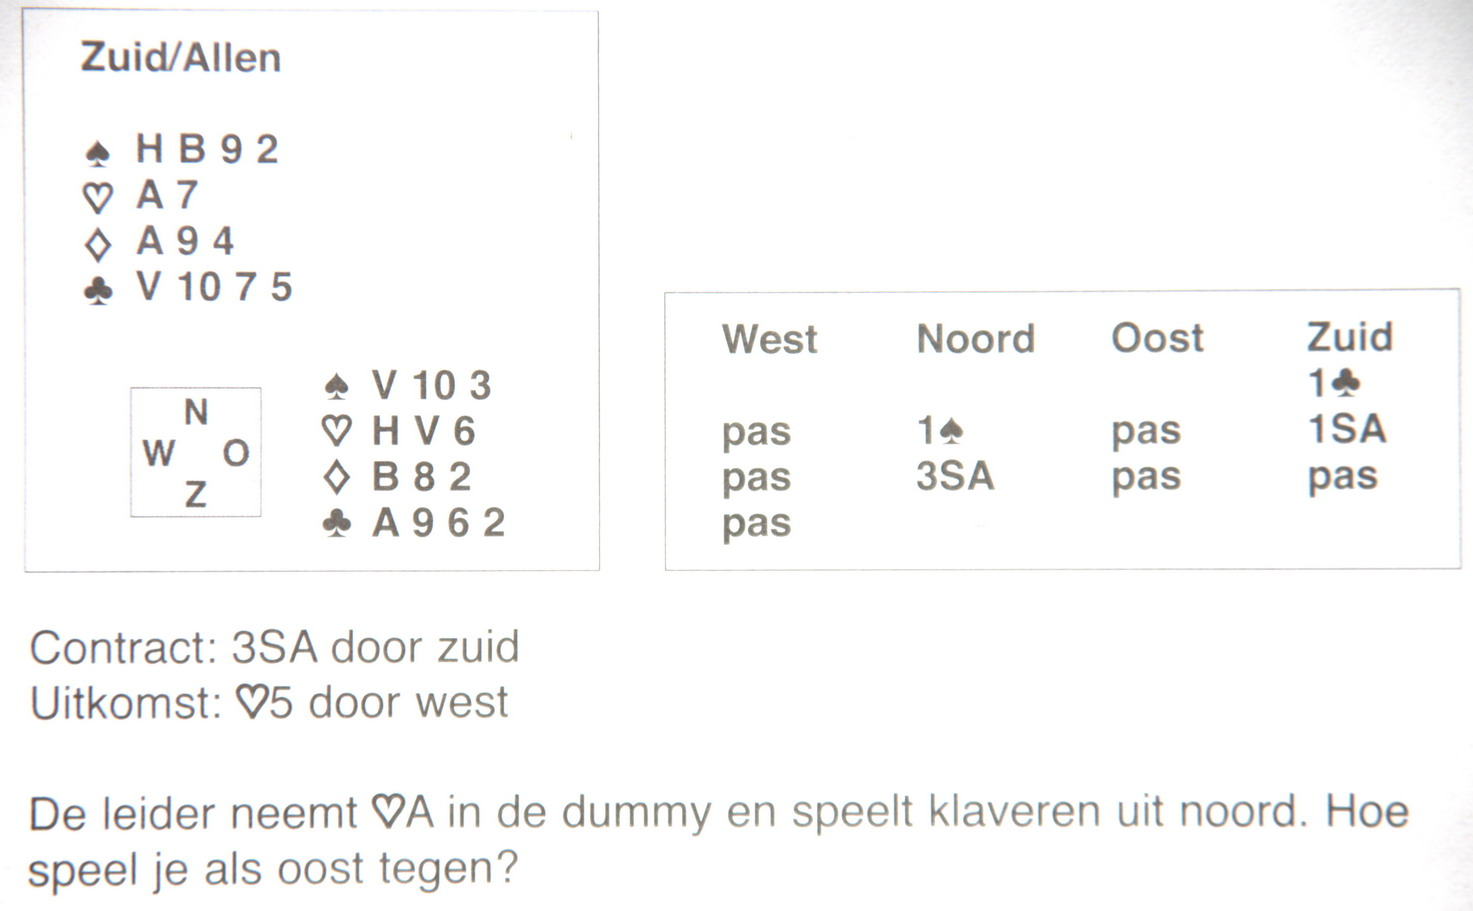 Zuid/Allen
♠ H B 9 2
♡ A 7
◇ A 9 4
♣ V 10 7 5
N
W O
Z
♠ V 10 3
♡ H V 6
◇ B 8 2
♣ A 9 6 2
West Noord Oost Zuid
1♣
pas 1♠ pas 1SA
pas 3SA pas pas
pas
Contract: 3SA door zuid
Uitkomst: ♡5 door west
De leider neemt ♡A in de dummy en speelt klaveren uit noord. Hoe
speel je als oost tegen?